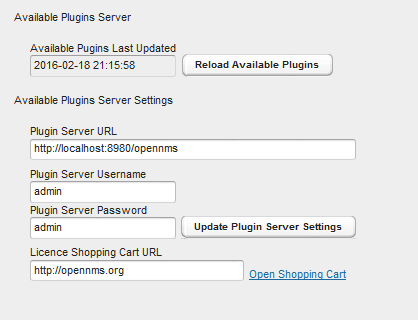 Available Plugins Server
Available Pugins Last Updated
2016-02-18 21:15:58 Reload Available Plugins
Available Plugins Server Settings
Plugin Server URL
http://localhost:8980/opennms
Plugin Server Username
admin
Plugin Server Password
admin Update Plugin Server Settings
Licence Shopping Cart URL
http://opennms.org Open Shopping Cart